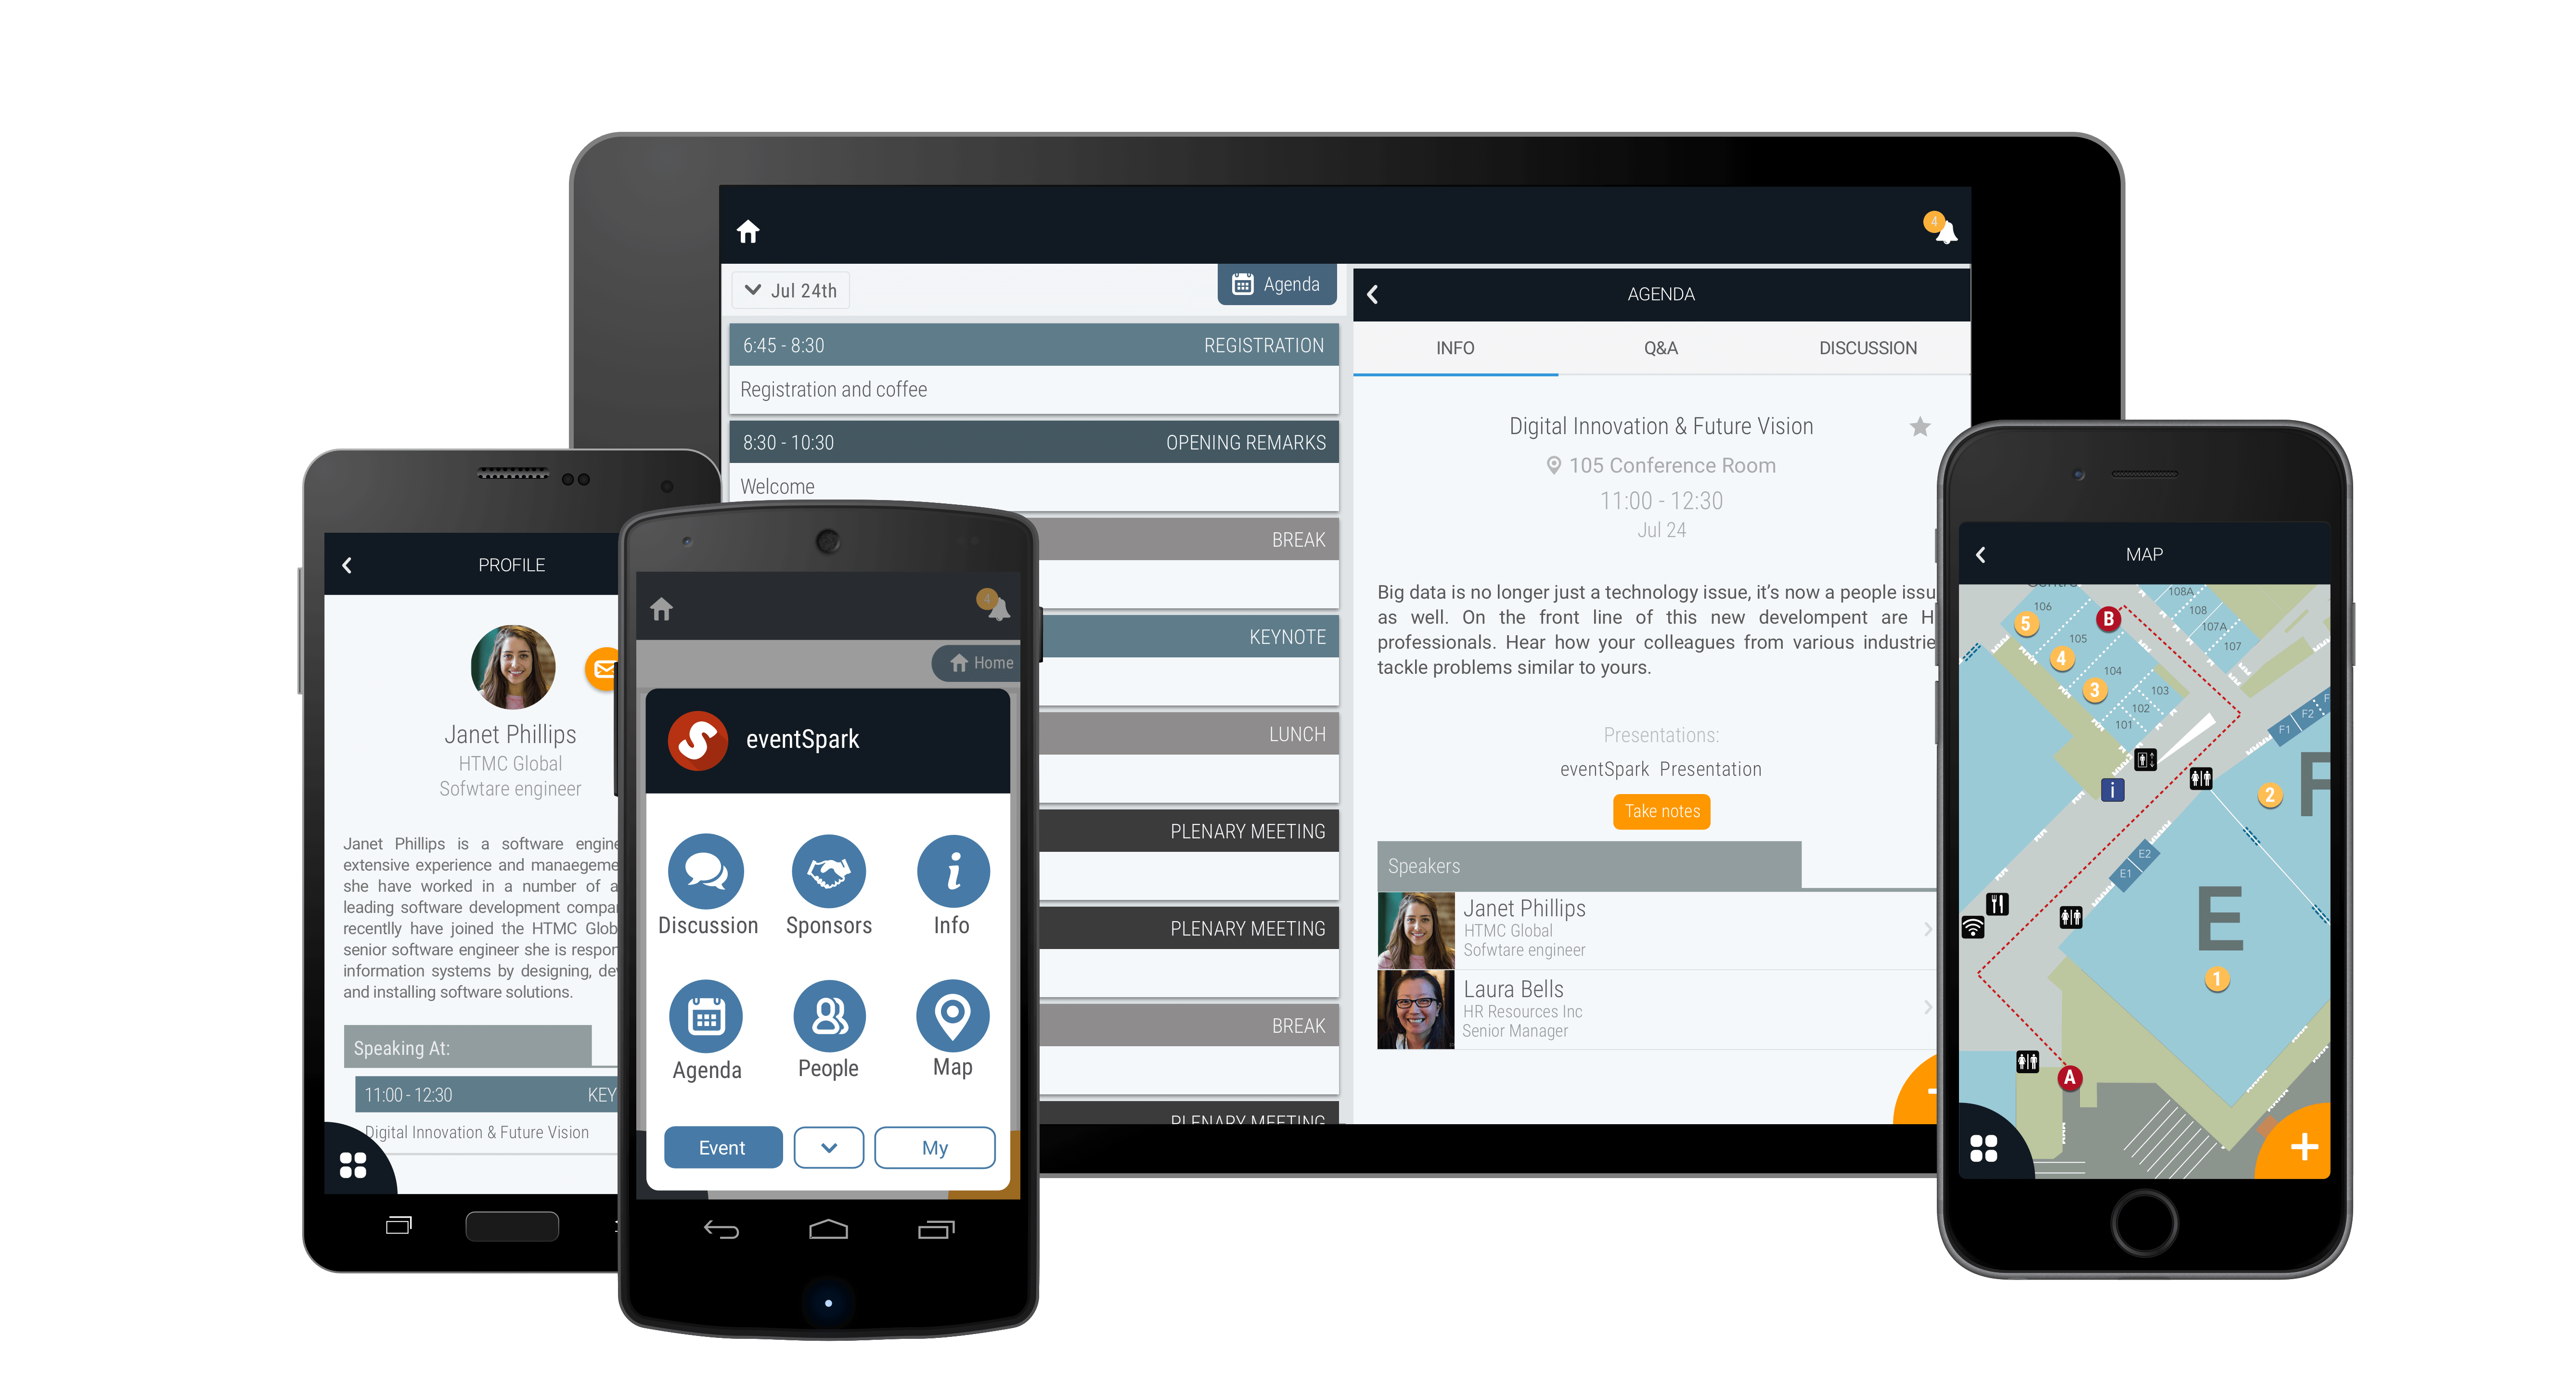 4
Jul 24th
Agenda
6:45 - 8:30 REGISTRATION
Registration and coffee
8:30 - 10:30 OPENING REMARKS
Welcome
BREAK
KEYNOTE
LUNCH
PLENARY MEETING
PLENARY MEETING
BREAK
PLENARY MEETING
AGENDA
INFO Q&A DISCUSSION
Digital Innovation & Future Vision
105 Conference Room
11:00 - 12:30
Jul 24
Big data is no longer just a technology issue, it's now a people issu
as well. On the front line of this new develompent are H
professionals. Hear how your colleagues from various industrie
tackle problems similar to yours.
Presentations:
eventSpark Presentation
Take notes
Speakers
Janet Phillips
HTMC Global
Sofwtare engineer
Laura Bells
HR Resources Inc
Senior Manager
PROFILE
Janet Phillips
HTMC Global
Sofwtare engineer
Janet Phillips is a software engine
extensive experience and manaegeme
she have worked in a number of a
leading software development compa
recentlly have joined the HTMC Glob
senior software engineer she is respon
information systems by designing, de
and installing software solutions.
Speaking At:
11:00 - 12:30 KEY
Digital Innovation & Future Vision
4
Home
eventSpark
Discussion Sponsors Info
Agenda People Map
Event My
MAP
108A
106
108
5
B
107A
105
107
4
104
3
103
102
101
F1
F2
F
i
2
F
E2
E1
E
1
A